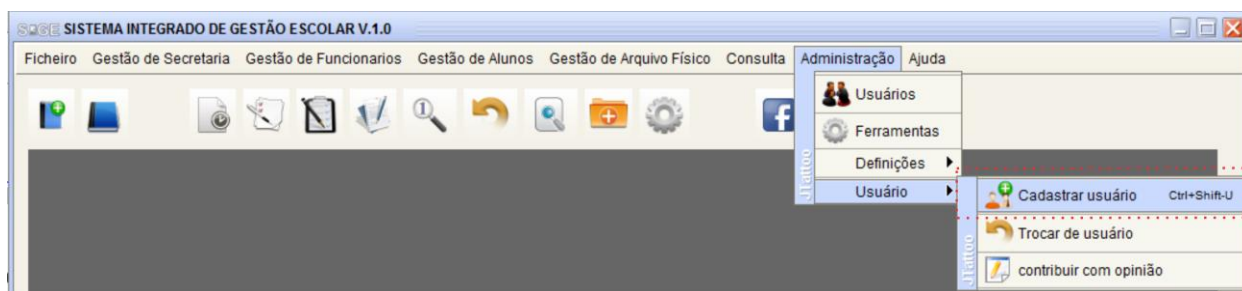 SIGE SISTEMA INTEGRADO DE GESTÃO ESCOLAR V.1.0
Ficheiro Gestão de Secretaria Gestão de Funcionarios Gestão de Alunos Gestão de Arquivo Físico Consulta Administração Ajuda
Usuários
Ferramentas
Definições
Usuário
JTattoo
Cadastrar usuário Ctrl+Shift-U
Trocar de usuário
contribuir com opinião
JTattoo